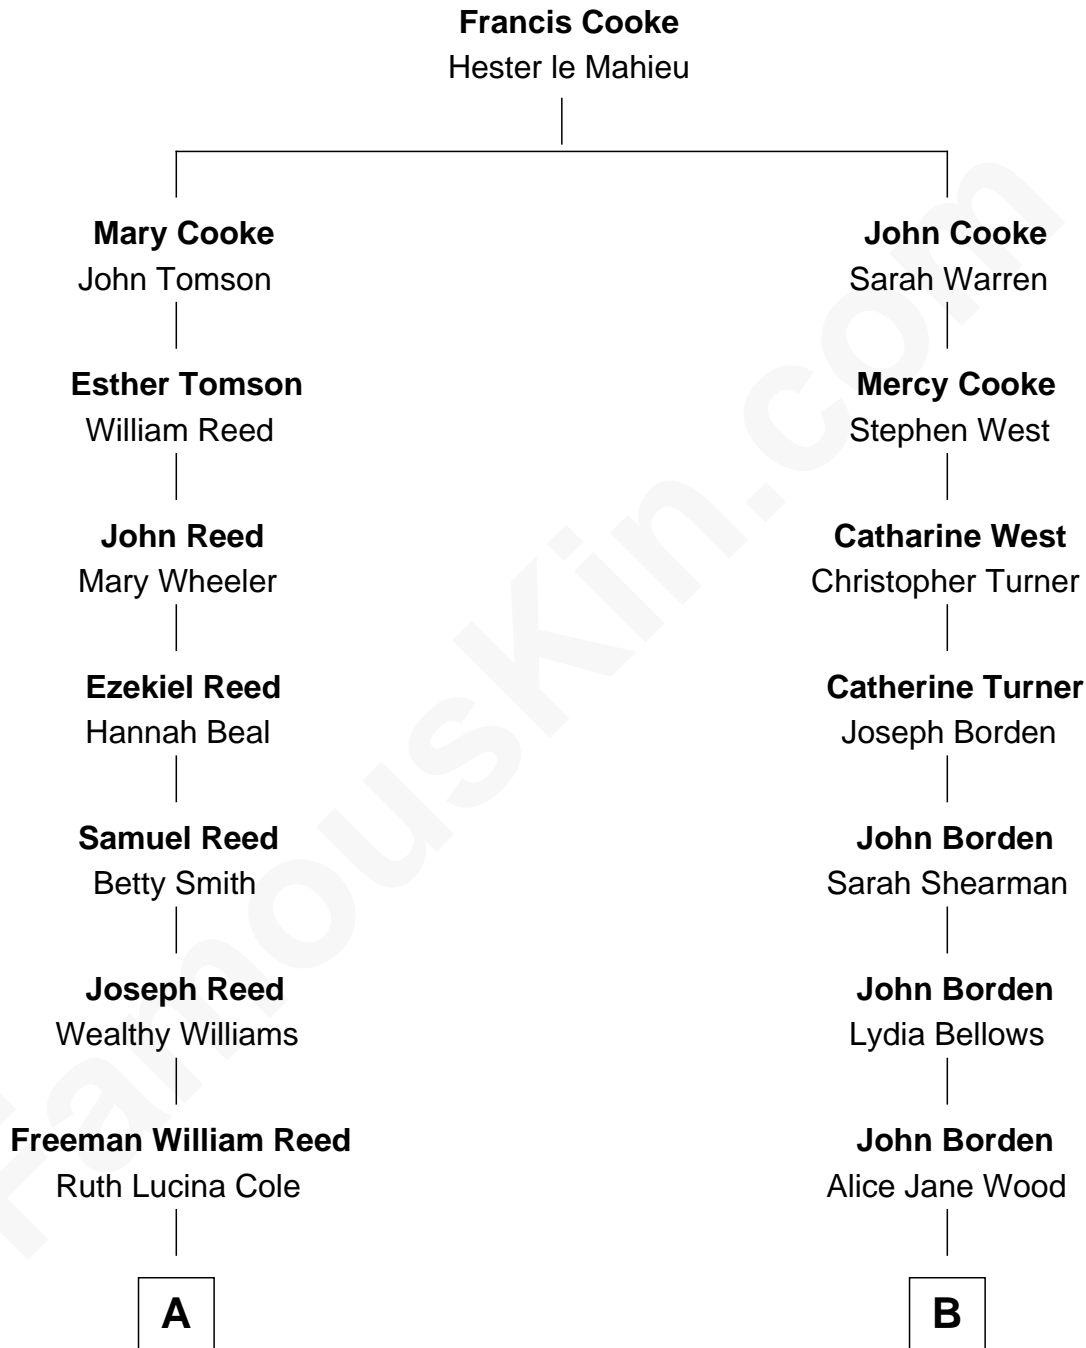 Francis Cooke
Hester le Mahieu
Mary Cooke
John Tomson
John Cooke
Sarah Warren
Esther Tomson
William Reed
Mercy Cooke
Stephen West
John Reed
Mary Wheeler
Catharine West
Christopher Turner
Ezekiel Reed
Hannah Beal
Catherine Turner
Joseph Borden
Samuel Reed
Betty Smith
John Borden
Sarah Shearman
Joseph Reed
Wealthy Williams
John Borden
Lydia Bellows
Freeman William Reed
Ruth Lucina Cole
John Borden
Alice Jane Wood
A
B
FamousKin.com